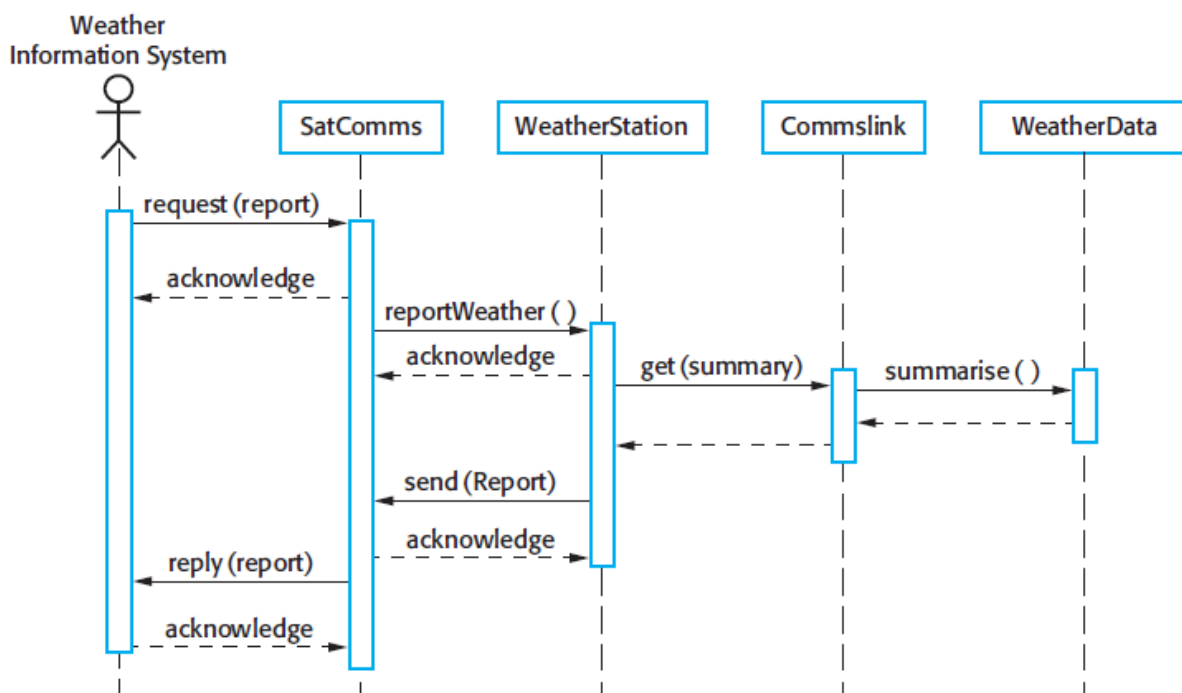 Weather
Information System
SatComms
WeatherStation
Commslink
WeatherData
request (report)
acknowledge
reportWeather ( )
acknowledge
get (summary)
summarise ( )
send (Report)
acknowledge
reply (report)
acknowledge